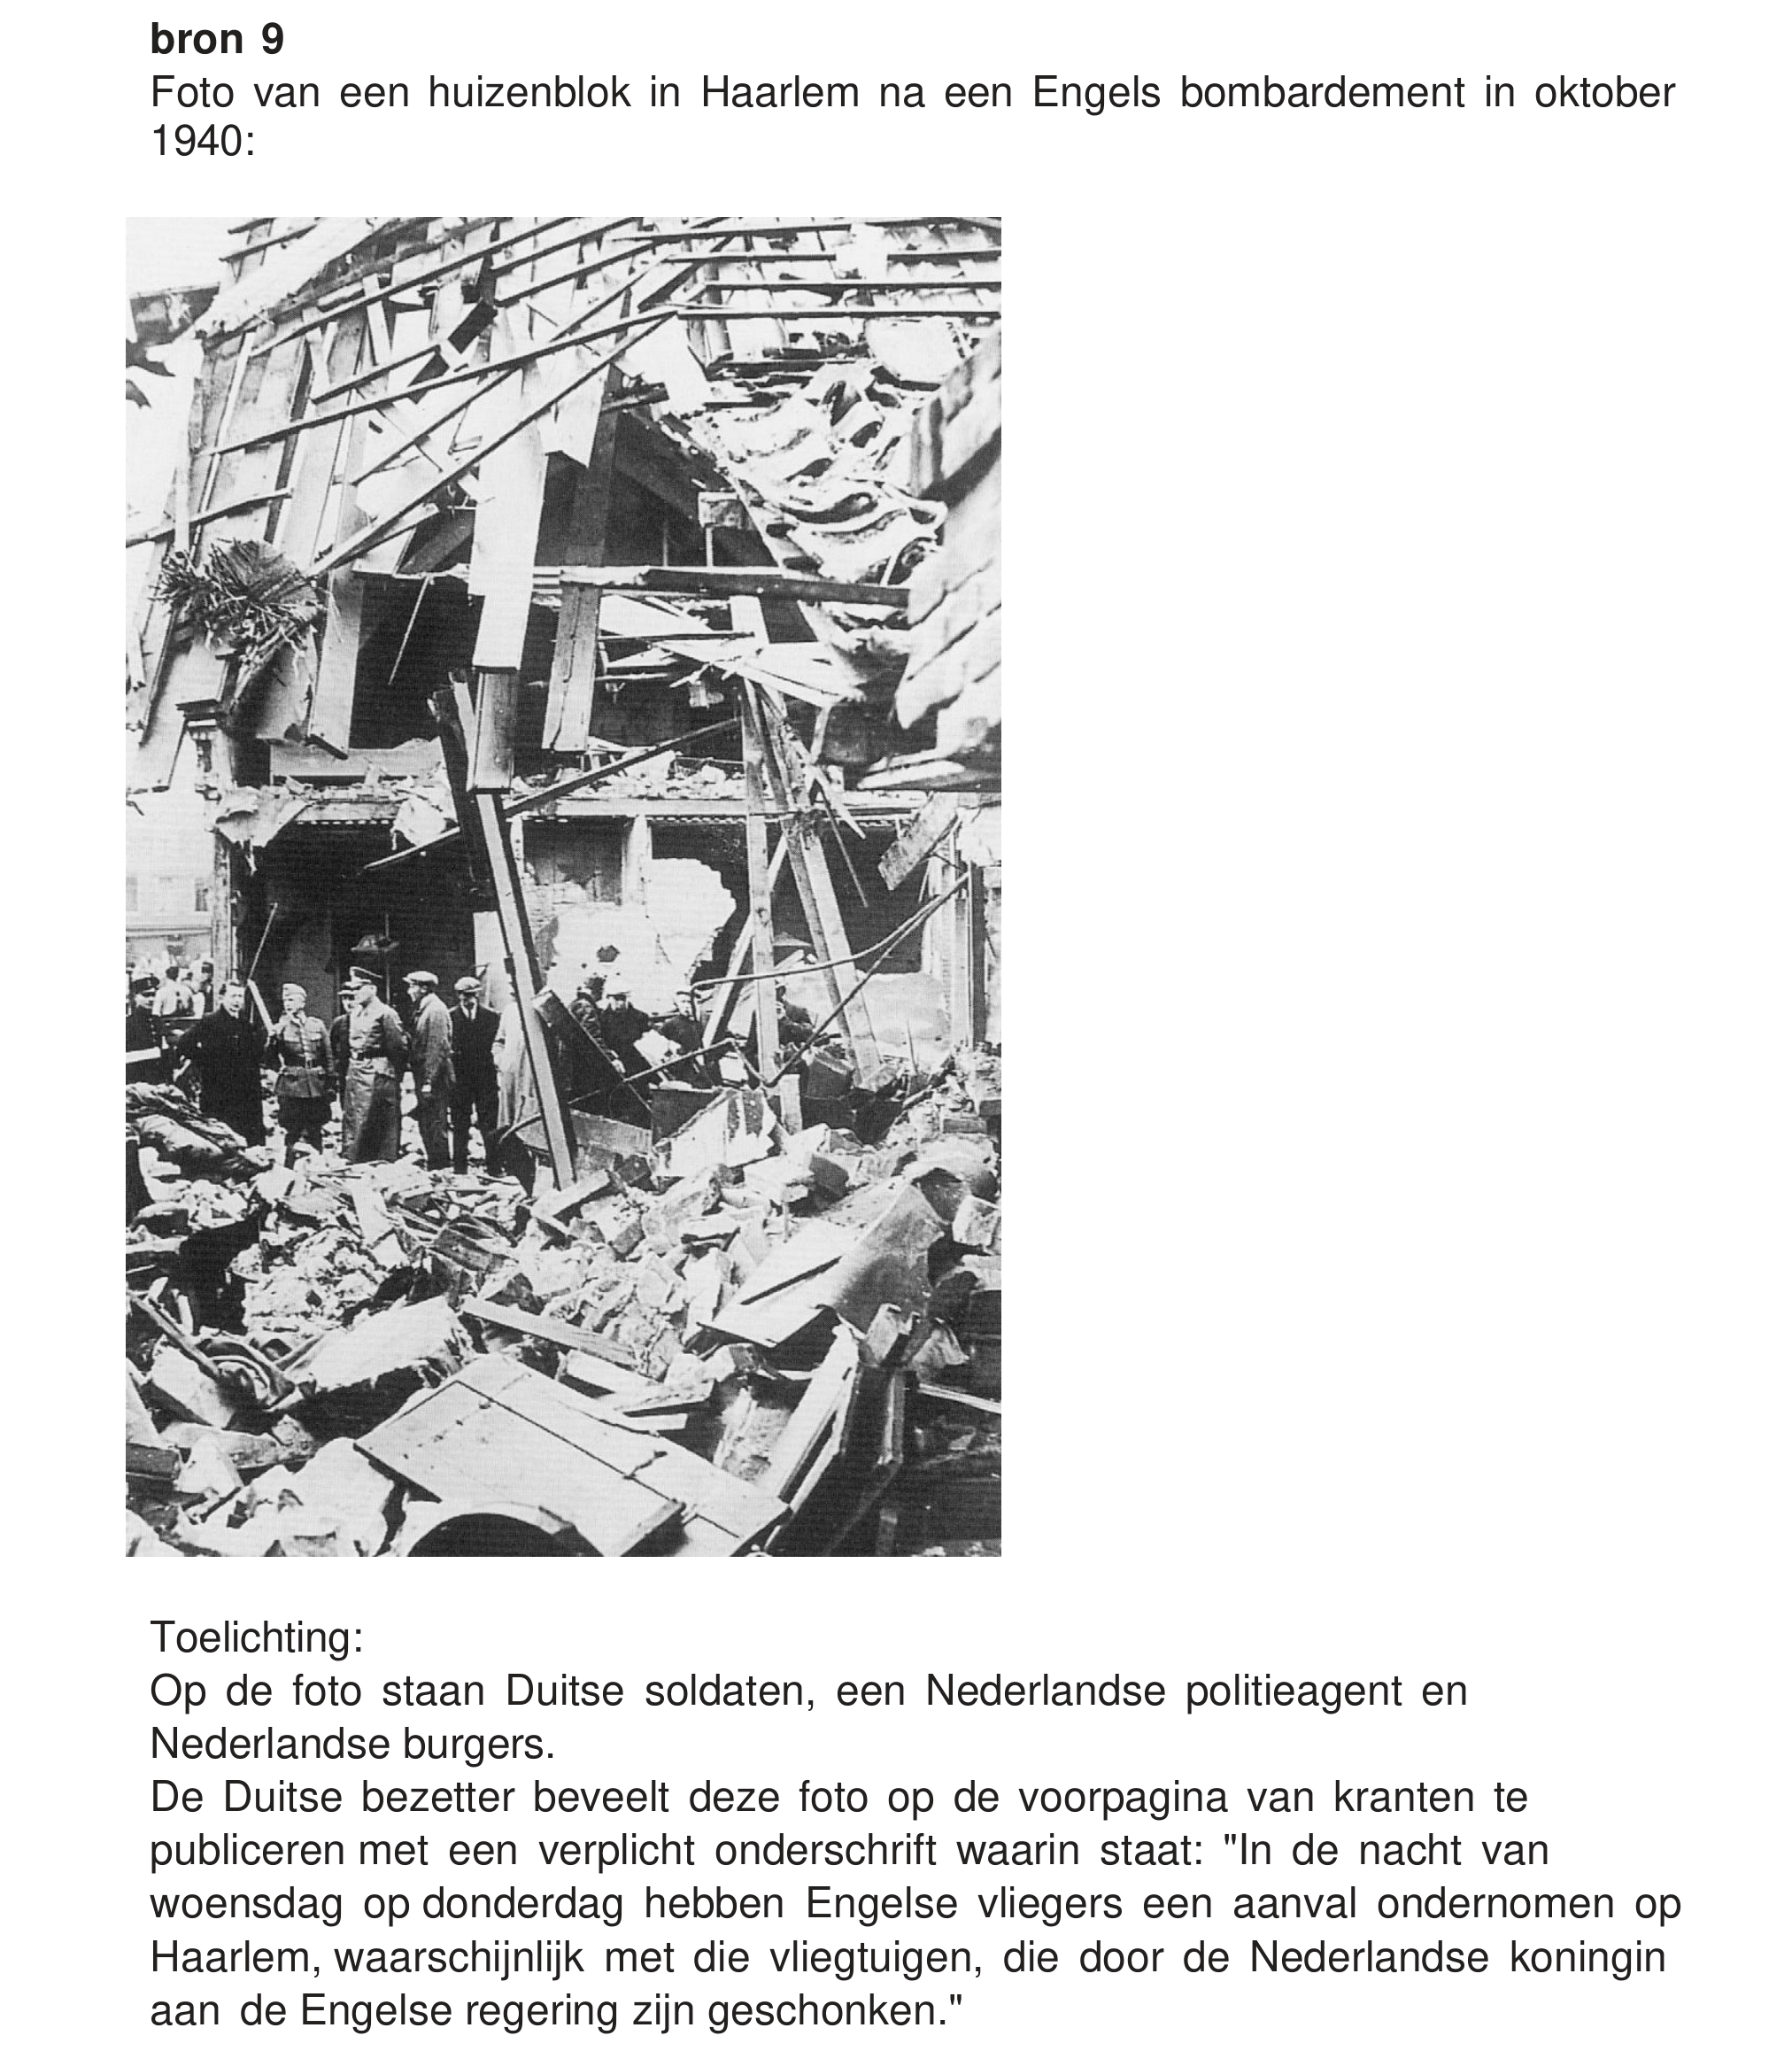 bron 9
Foto van een huizenblok in Haarlem na een Engels bombardement in oktober
1940:
Toelichting:
Op de foto staan Duitse soldaten, een Nederlandse politieagent en
Nederlandse burgers.
De Duitse bezetter beveelt deze foto op de voorpagina van kranten te
publiceren met een verplicht onderschrift waarin staat: "In de nacht van
woensdag op donderdag hebben Engelse vliegers een aanval ondernomen op
Haarlem, waarschijnlijk met die vliegtuigen, die door de Nederlandse koningin
aan de Engelse regering zijn geschonken."